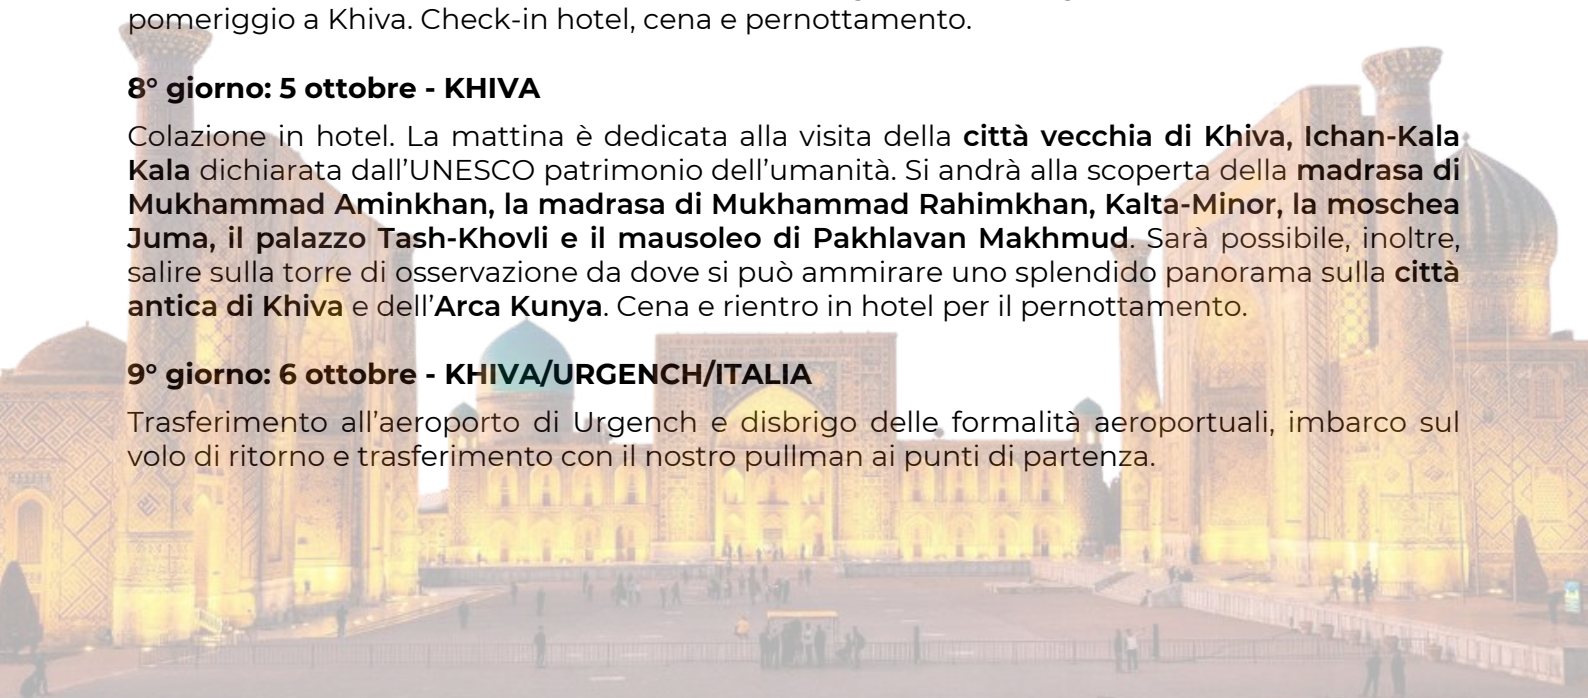 pomeriggio a Khiva. Check-in hotel, cena e pernottamento.
8° giorno: 5 ottobre - KHIVA
Colazione in hotel. La mattina è dedicata alla visita della città vecchia di Khiva, Ichan-Kala
Kala dichiarata dall’UNESCO patrimonio dell’umanità. Si andrà alla scoperta della madrasa di
Mukhammad Aminkhan, la madrasa di Mukhammad Rahimkhan, Kalta-Minor, la moschea
Juma, il palazzo Tash-Khovli e il mausoleo di Pakhlavan Makhmud. Sarà possibile, inoltre,
salire sulla torre di osservazione da dove si può ammirare uno splendido panorama sulla città
antica di Khiva e dell’Arca Kunya. Cena e rientro in hotel per il pernottamento.
9° giorno: 6 ottobre - KHIVA/URGENCH/ITALIA
Trasferimento all’aeroporto di Urgench e disbrigo delle formalità aeroportuali, imbarco sul
volo di ritorno e trasferimento con il nostro pullman ai punti di partenza.